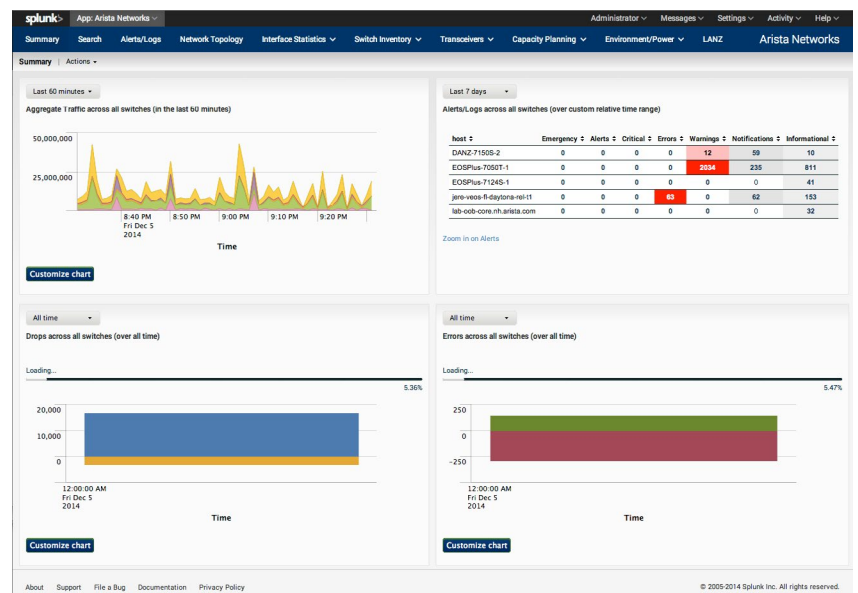 splunk> App: Arista Networks Administrator Messages Settings Activity Help
Summary Search Alerts/Logs Network Topology Interface Statistics Switch Inventory Transceivers Capacity Planning Environment/Power LANZ Arista Networks
Summary | Actions
Last 60 minutes
Aggregate Traffic across all switches (in the last 60 minutes)
50,000,000
25,000,000
8:40 PM 8:50 PM 9:00 PM 9:10 PM 9:20 PM
Fri Dec 5
2014
Time
Customize chart
Last 7 days
Alerts/Logs across all switches (over custom relative time range)
host Emergency Alerts Critical Errors Warnings Notifications Informational
DANZ-7150S-2 0 0 0 0 12 59 10
EOSPlus-7050T-1 0 0 0 0 2034 235 811
EOSPlus-7124S-1 0 0 0 0 0 0 41
jere-veos-fl-daytona-rel-t1 0 0 0 63 0 62 153
lab-oob-core.nh.arista.com 0 0 0 0 0 0 32
Zoom in on Alerts
All time
Drops across all switches (over all time)
Loading...
5.36%
20,000
10,000
0
12:00:00 AM
Fri Dec 5
2014
Time
Customize chart
All time
Errors across all switches (over all time)
Loading...
5.47%
250
0
-250
12:00:00 AM
Fri Dec 5
2014
Time
Customize chart
About Support File a Bug Documentation Privacy Policy © 2005-2014 Splunk Inc. All rights reserved.